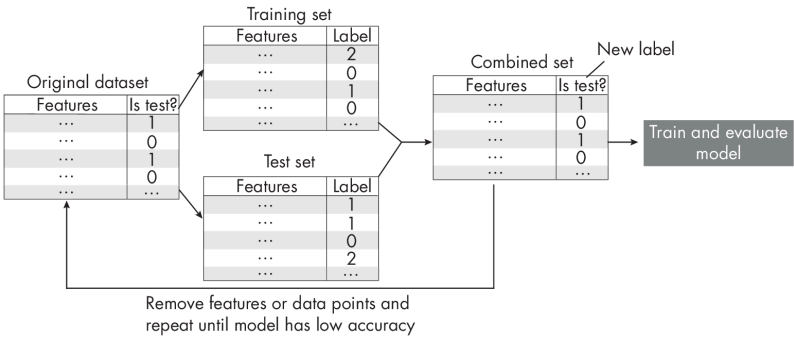 Training set
Features Label
... 2
... 0
... 1
... 0
... ...
Original dataset
Features Is test?
... 1
... 0
... 1
... 0
... ...
Test set
Features Label
... 1
... 1
... 0
... 2
... ...
Combined set
New label
Features Is test?
... 1
... 0
... 1
... 0
... ...
Train and evaluate
model
Remove features or data points and
repeat until model has low accuracy